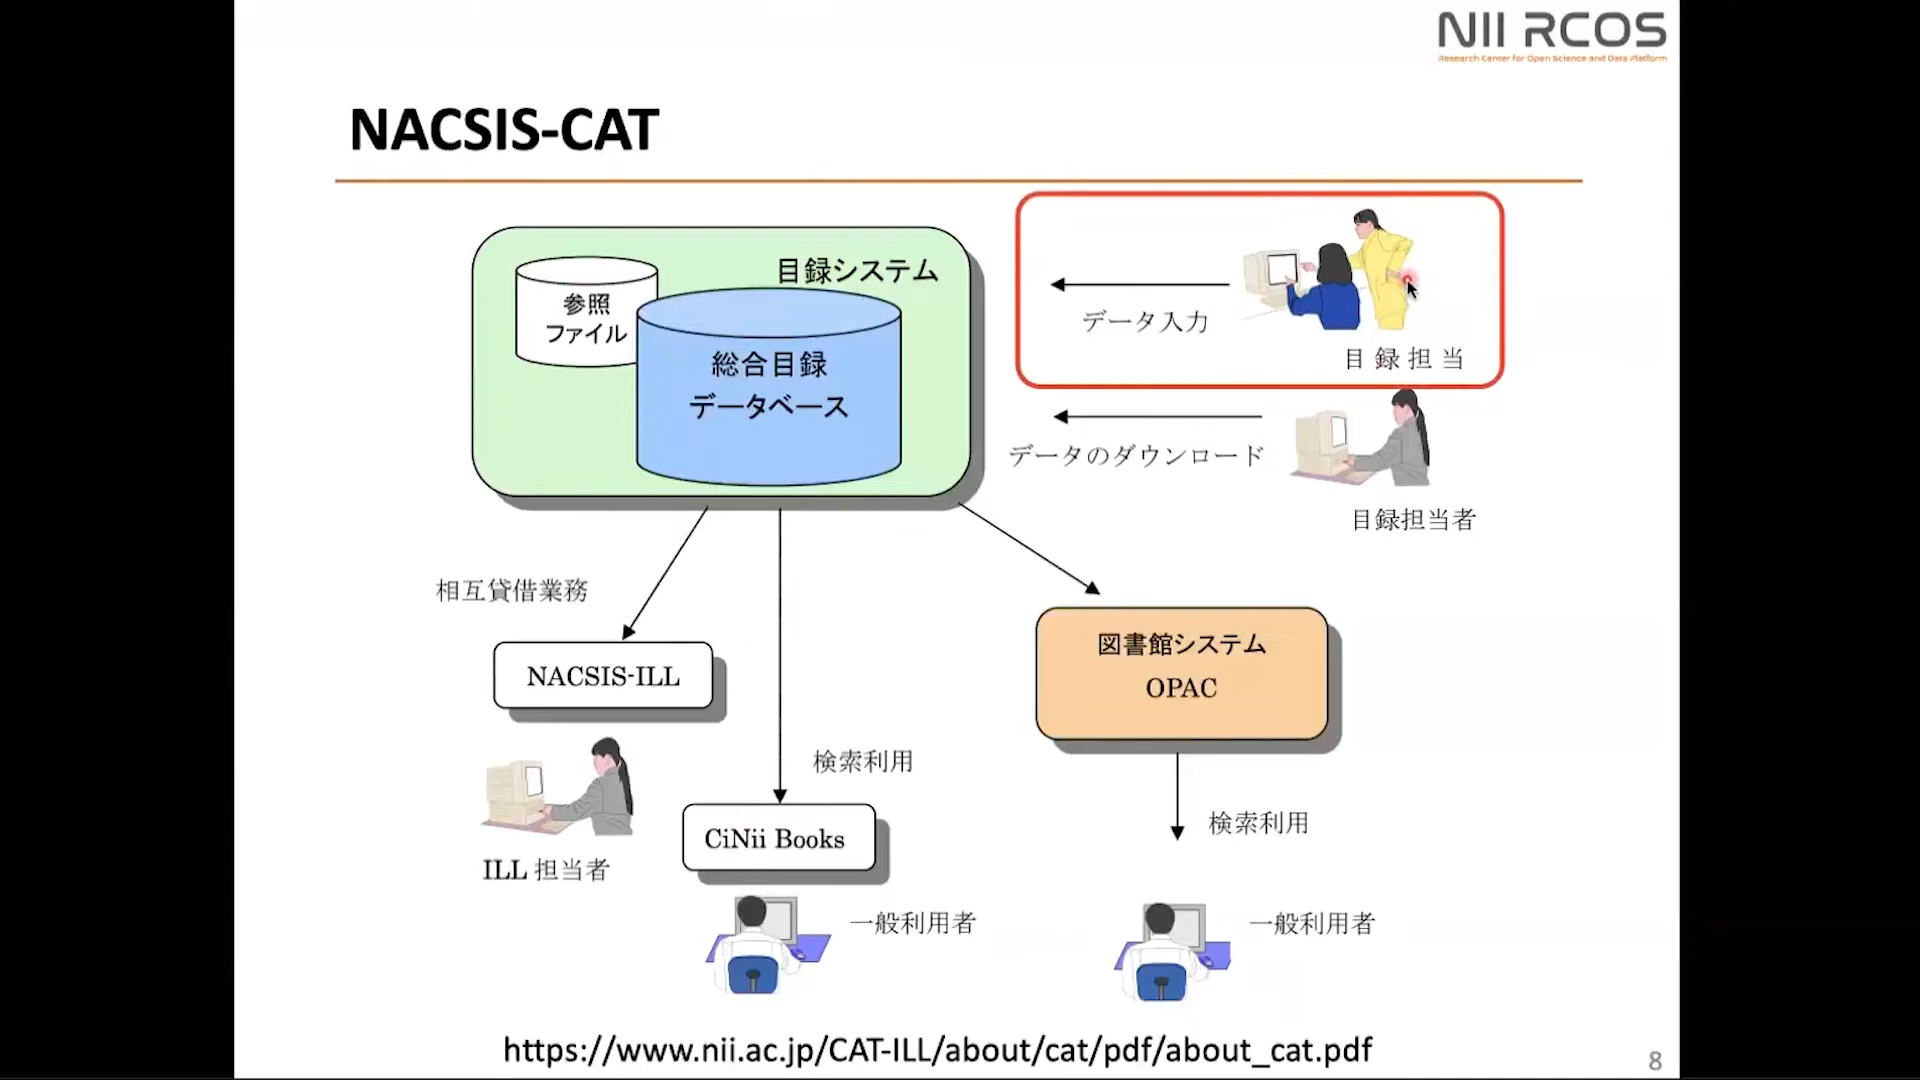 NII RCOS
Research Center for Open Science and Data Platform
NACSIS-CAT
目録システム
参照
ファイル
総合目録
データベース
データ入力
目 録 担 当
データのダウンロード
目録担当者
相互貸借業務
NACSIS-ILL
図書館システム
OPAC
検索利用
CiNii Books
検索利用
ILL 担当者
一般利用者
一般利用者
https://www.nii.ac.jp/CAT-ILL/about/cat/pdf/about_cat.pdf
8